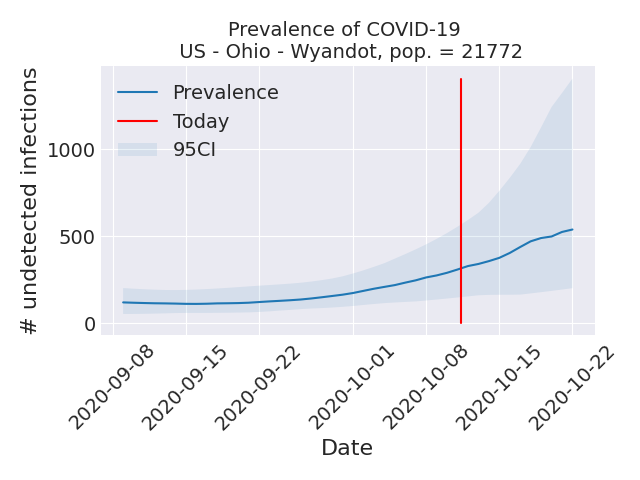 Prevalence of COVID-19
US - Ohio - Wyandot, pop. = 21772
Prevalence
Today
95CI
# undetected infections
1000
500
0
2020-09-08
2020-09-15
2020-09-22
2020-10-01
2020-10-08
2020-10-15
2020-10-22
Date